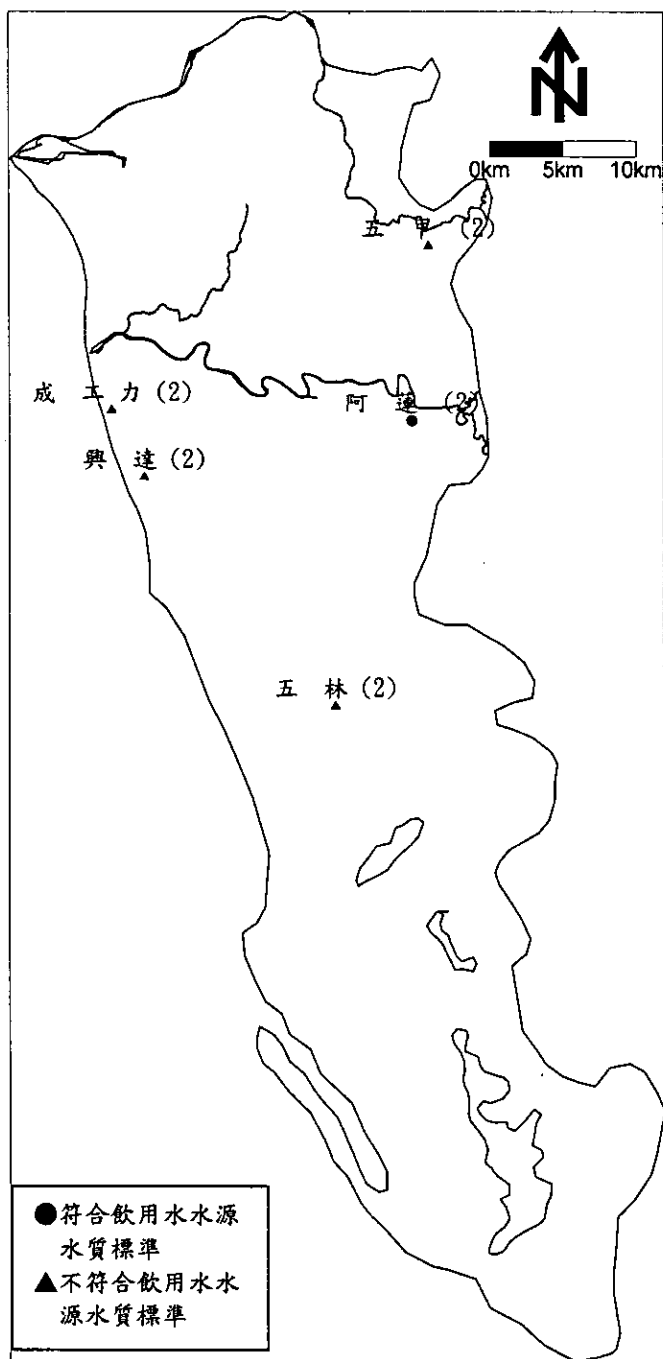 N
0km 5km 10km
五 甲 (2)
成 工 力 (2)
阿 蓮 (2)
興 達 (2)
五 林 (2)
●符合飲用水水源
水質標準
▲不符合飲用水水
源水質標準